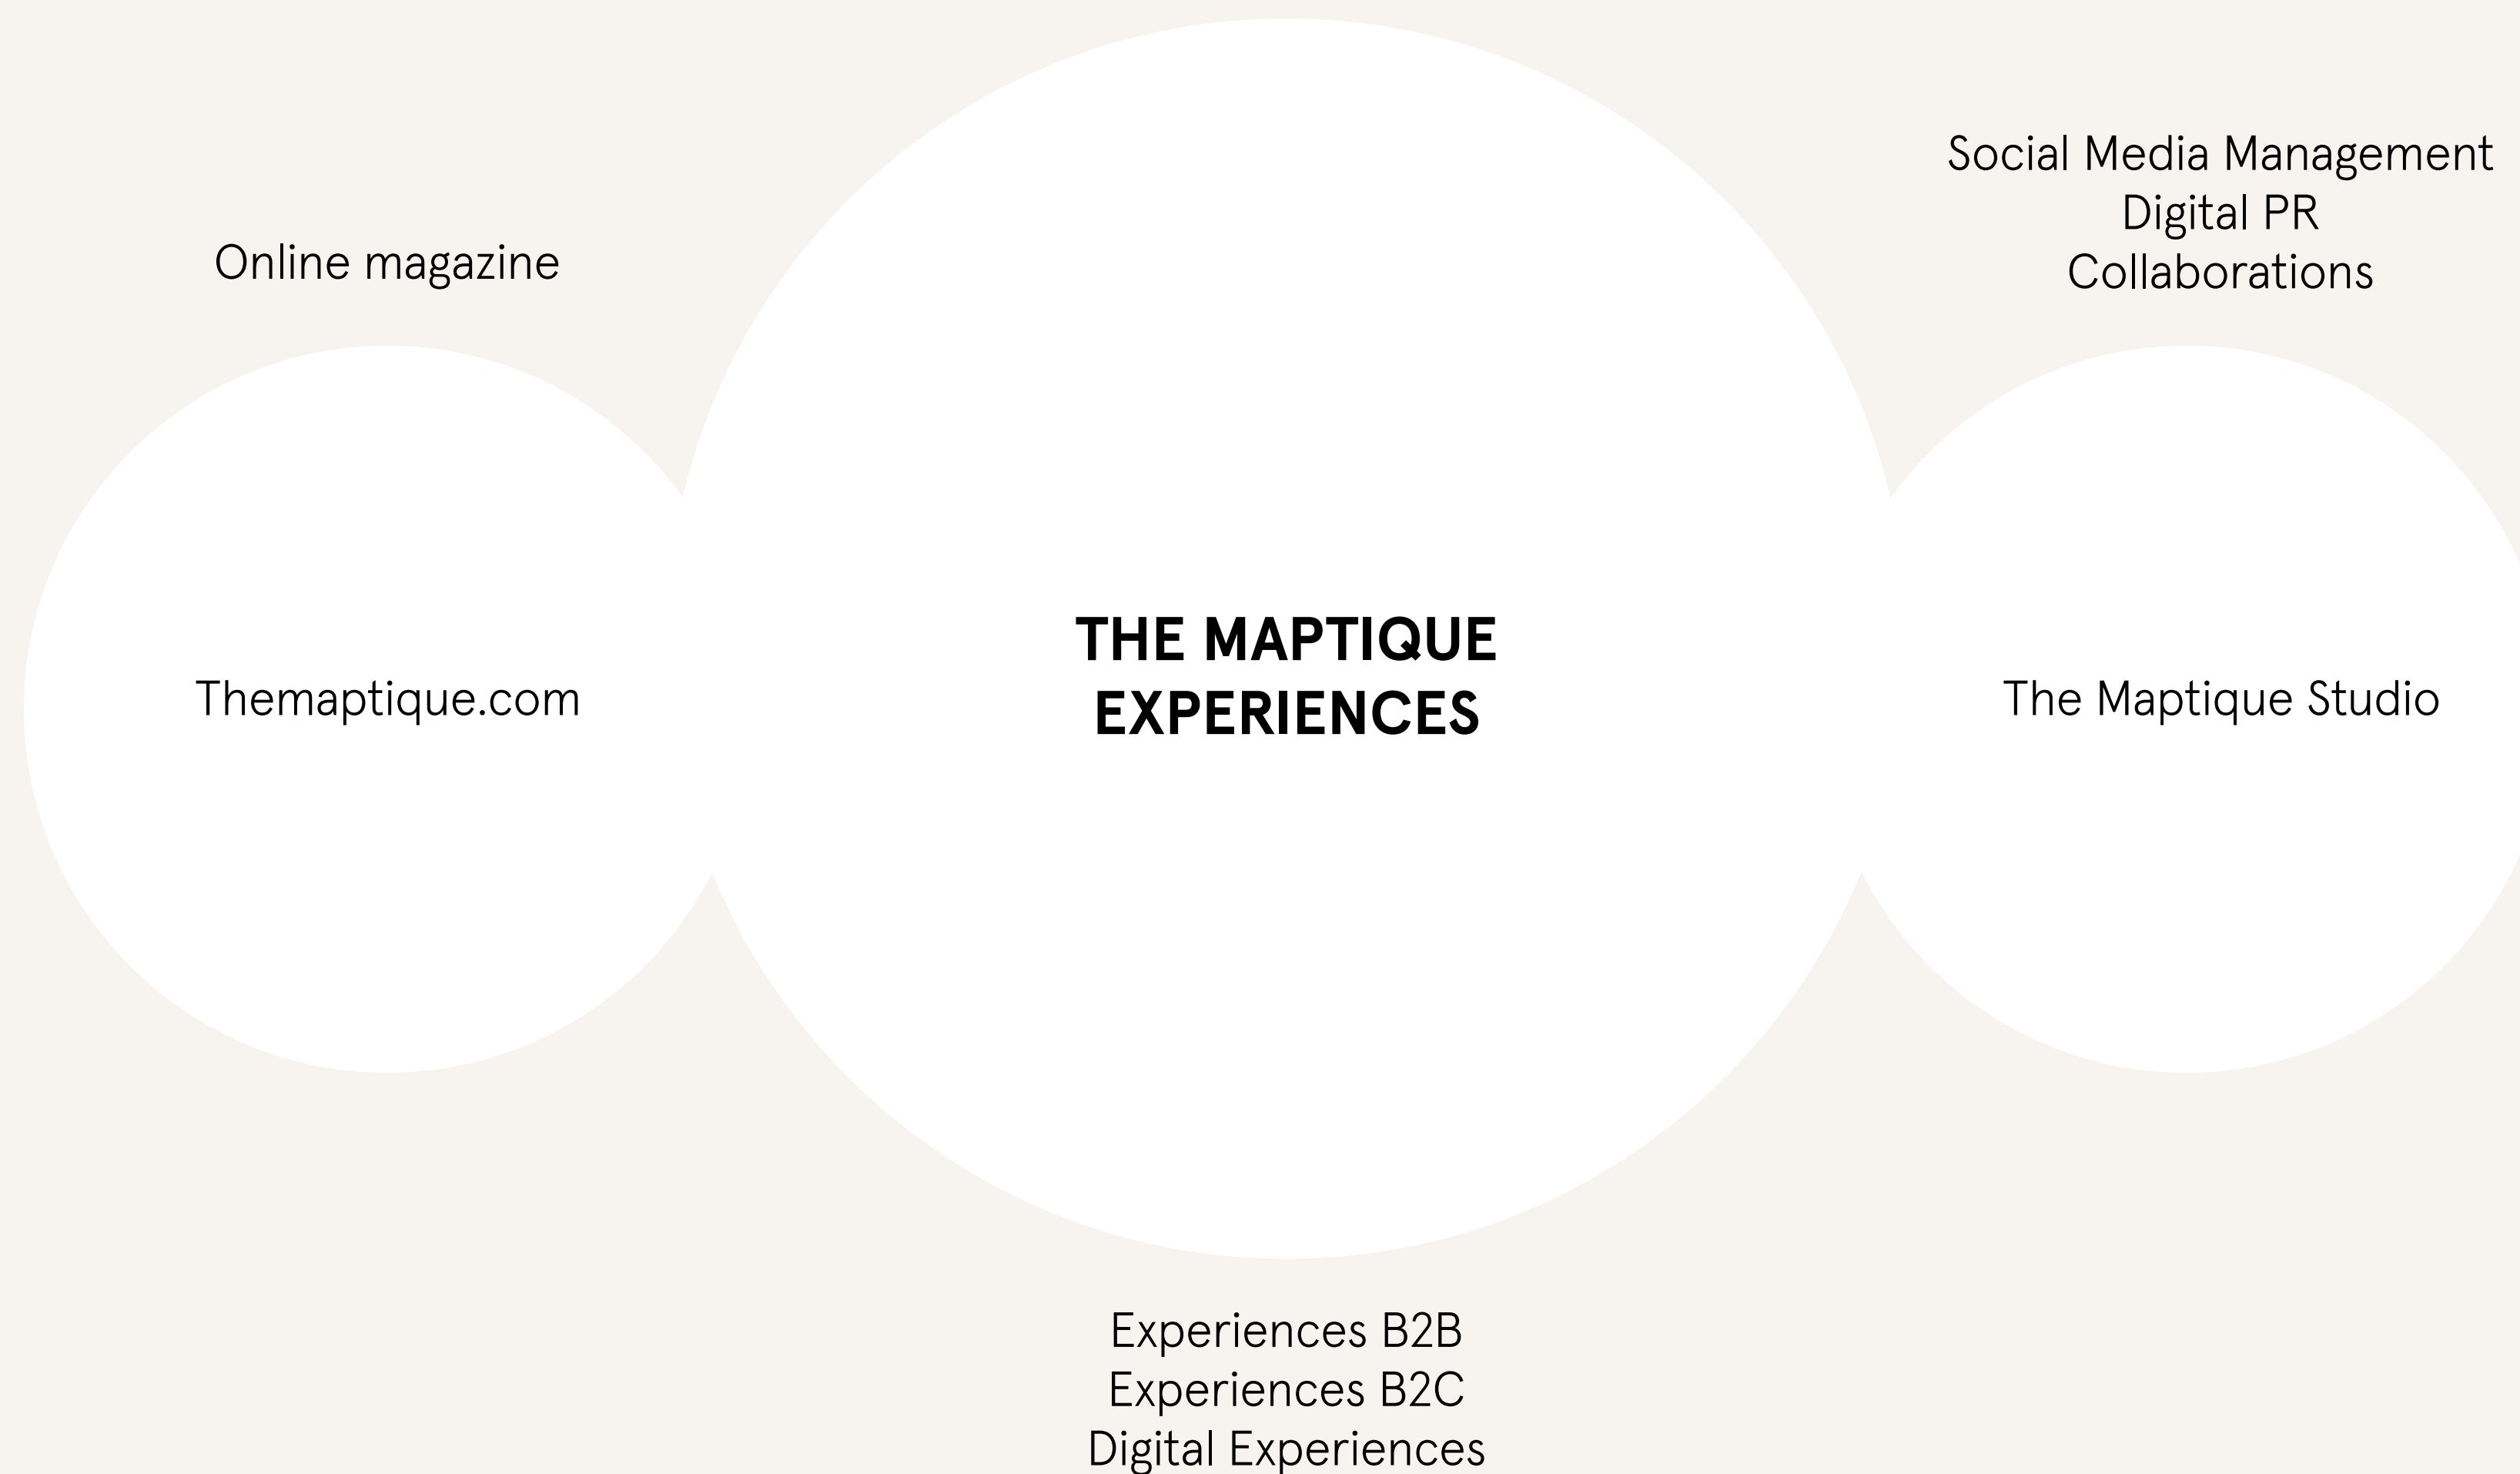 Online magazine
Themaptique.com
THE MAPTIQUE
EXPERIENCES
Experiences B2B
Experiences B2C
Digital Experiences
Social Media Management
Digital PR
Collaborations
The Maptique Studio